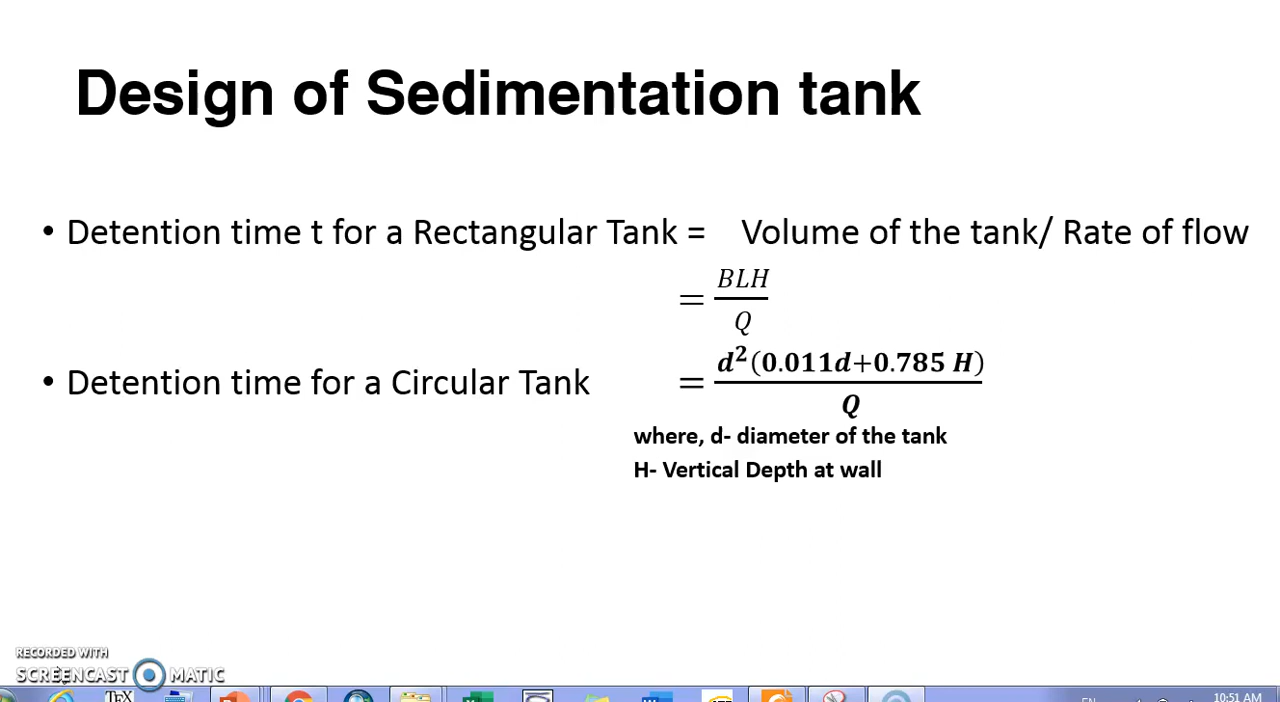 Design of Sedimentation tank
• Detention time t for a Rectangular Tank = Volume of the tank/ Rate of flow
= BLH / Q
• Detention time for a Circular Tank = d²(0.011d+0.785 H) / Q
where, d- diameter of the tank
H- Vertical Depth at wall
RECORDED WITH
SCREENCAST MATIC
EN
10:51 AM